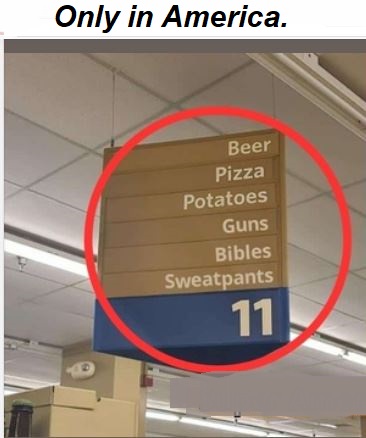 Only in America.
Beer
Pizza
Potatoes
Guns
Bibles
Sweatpants
11